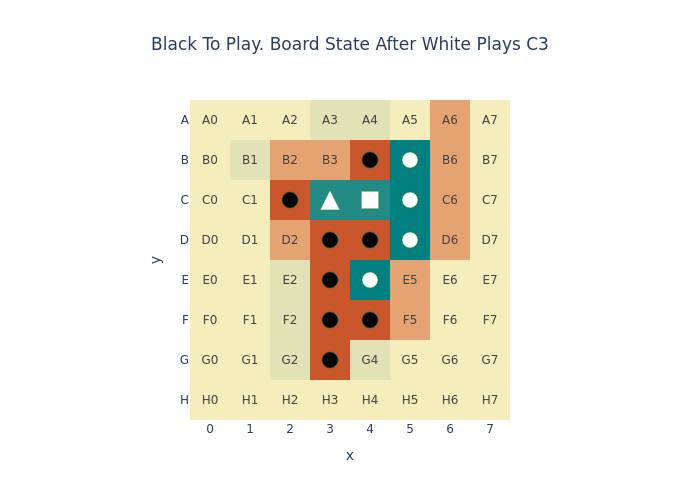 Black To Play. Board State After White Plays C3
A A0 A1 A2 A3 A4 A5 A6 A7
B B0 B1 B2 B3 B6 B7
C C0 C1 C6 C7
D D0 D1 D2 D6 D7
E E0 E1 E2 E5 E6 E7
F F0 F1 F2 F5 F6 F7
G G0 G1 G2 G4 G5 G6 G7
H H0 H1 H2 H3 H4 H5 H6 H7
0 1 2 3 4 5 6 7
x
y